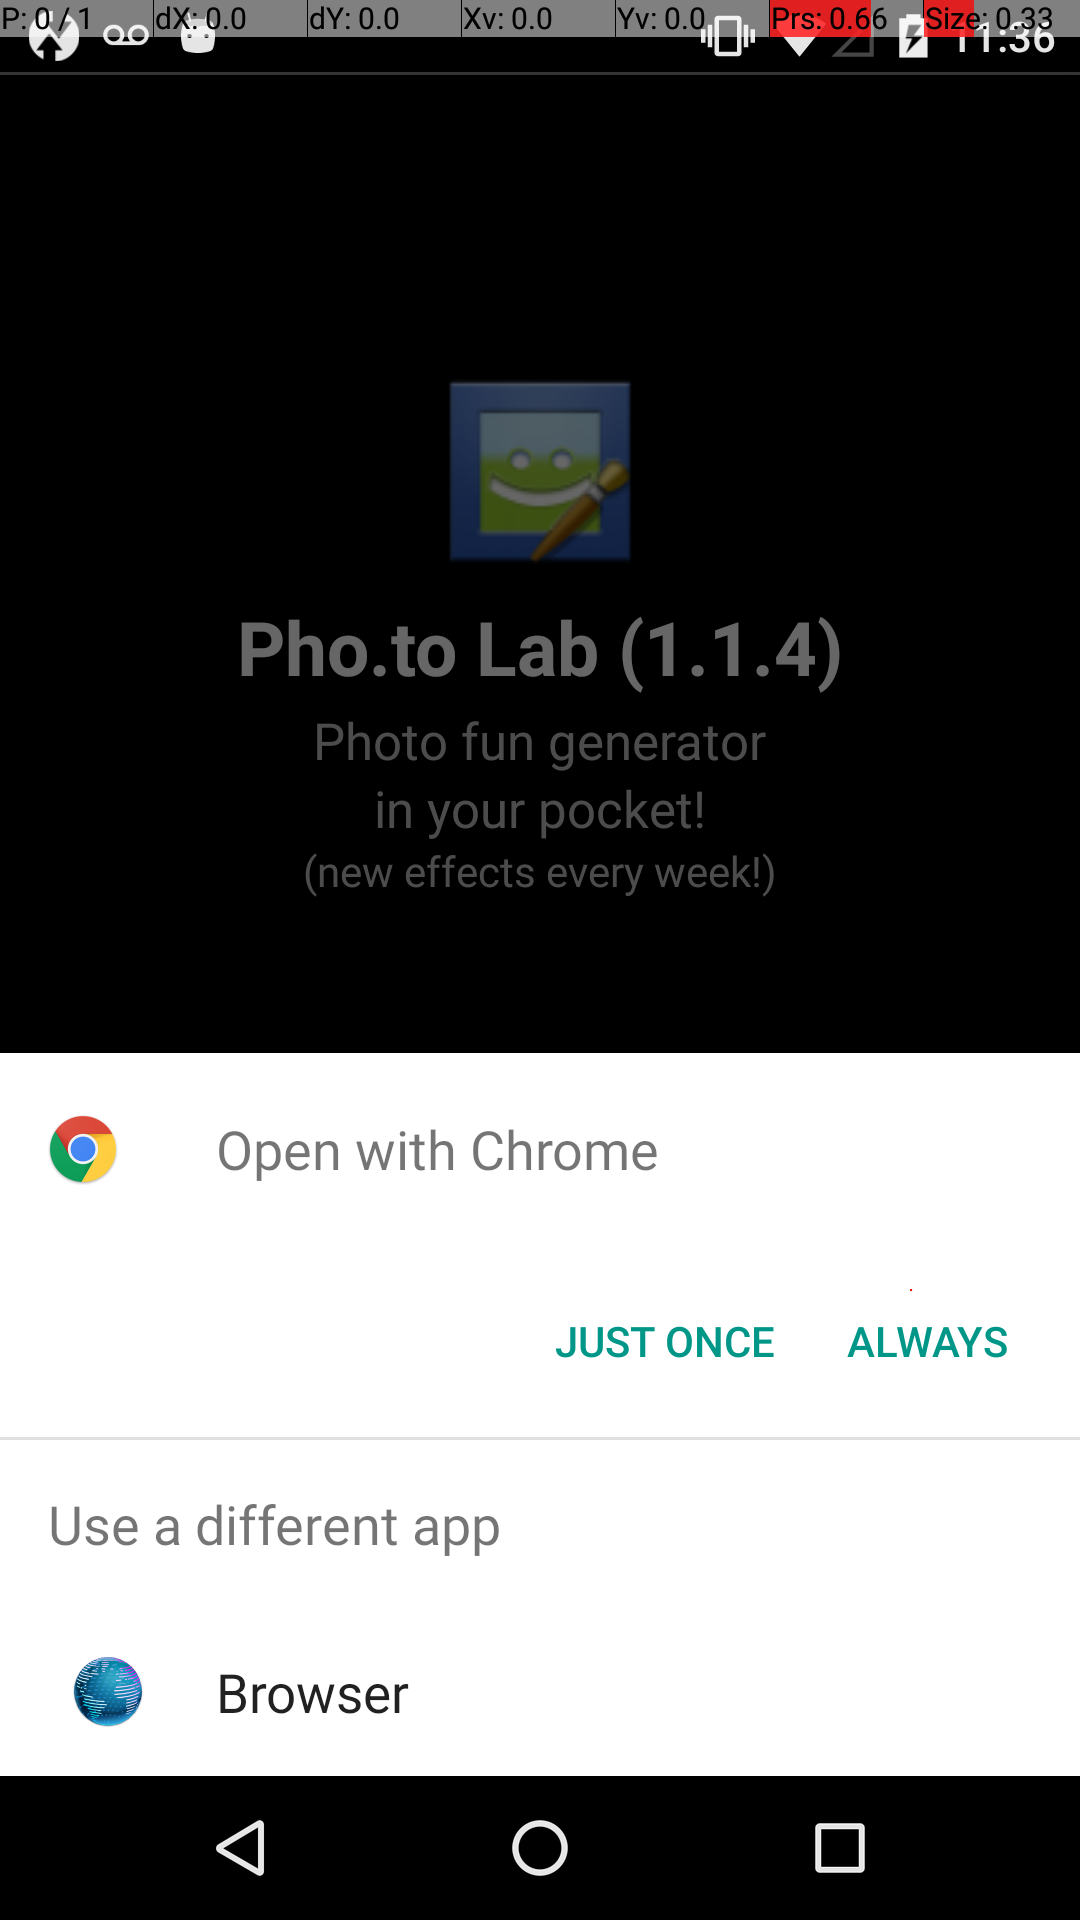 P: 0 / 1 dX: 0.0 dY: 0.0 Xv: 0.0 Yv: 0.0 Prs: 0.66 Size: 0.33
11:36
Pho.to Lab (1.1.4)
Photo fun generator
in your pocket!
(new effects every week!)
Open with Chrome
JUST ONCE ALWAYS
Use a different app
Browser